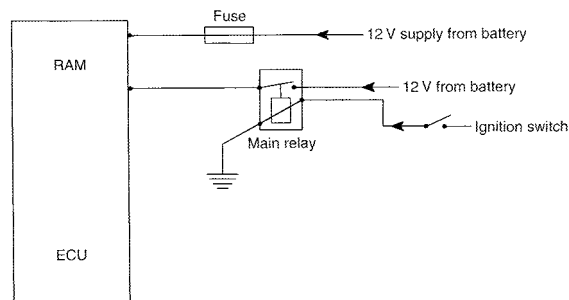 Fuse
12 V supply from battery
RAM
12 V from battery
Ignition switch
Main relay
ECU